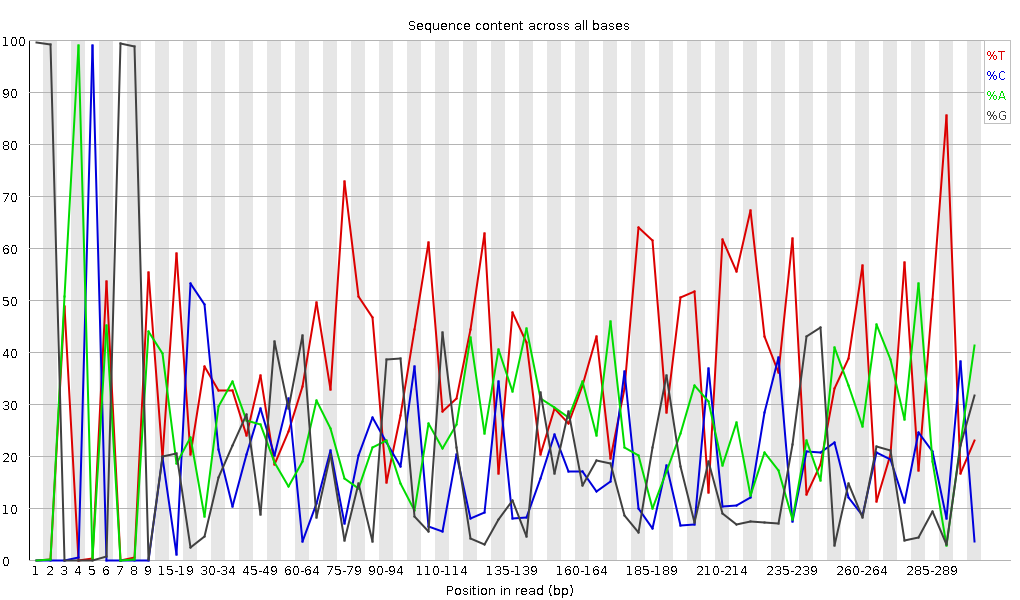 Sequence content across all bases
100
90
80
70
60
50
40
30
20
10
0
%T
%C
%A
%G
1 2 3 4 5 6 7 8 9 15-19 30-34 45-49 60-64 75-79 90-94 110-114 135-139 160-164 185-189 210-214 235-239 260-264 285-289
Position in read (bp)